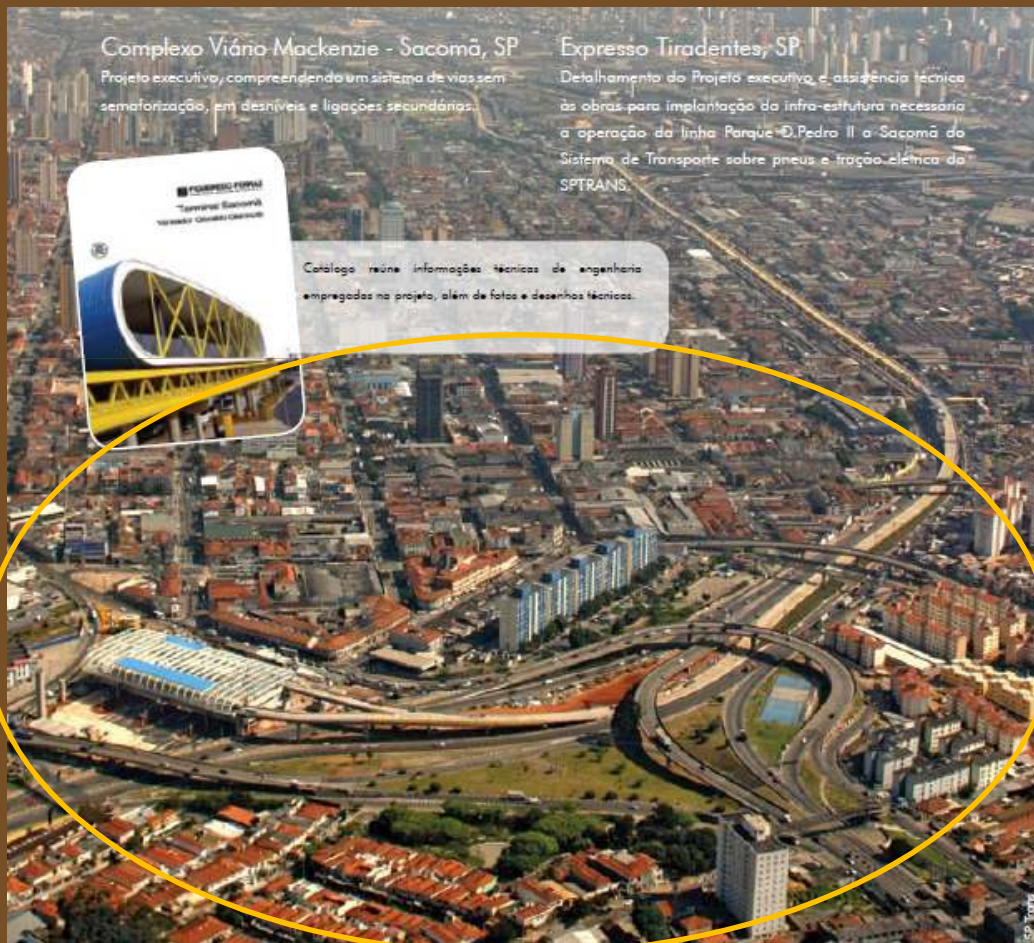 Complexo Viário Mackenzie - Sacomã, SP
Projeto executivo, compreendendo um sistema de vias sem
semaforização, em desníveis e ligações secundárias.
Expresso Tiradentes, SP
Detalhamento do Projeto executivo e assistência técnica
às obras para implantação da infra-estrutura necessária
a operação da linha Parque D.Pedro II a Sacomã do
Sistema de Transporte sobre pneus e tração elétrica da
SPTRANS.
FIGUEIREDO FERRAZ
Terminal Sacomã
Catálogo reúne informações técnicas de engenharia
empregadas no projeto, além de fotos e desenhos técnicos.